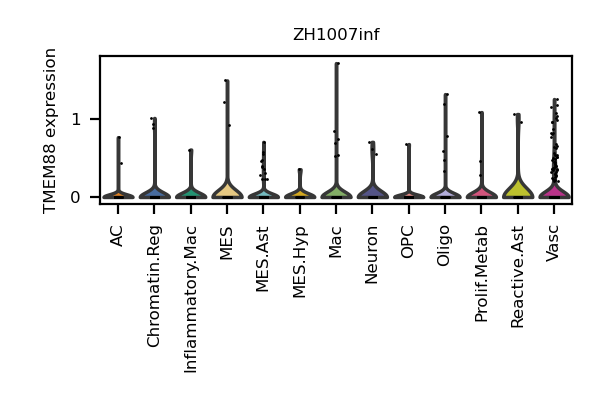 ZH1007inf
TMEM88 expression
1
0
AC
Chromatin.Reg
Inflammatory.Mac
MES
MES.Ast
MES.Hyp
Mac
Neuron
OPC
Oligo
Prolif.Metab
Reactive.Ast
Vasc